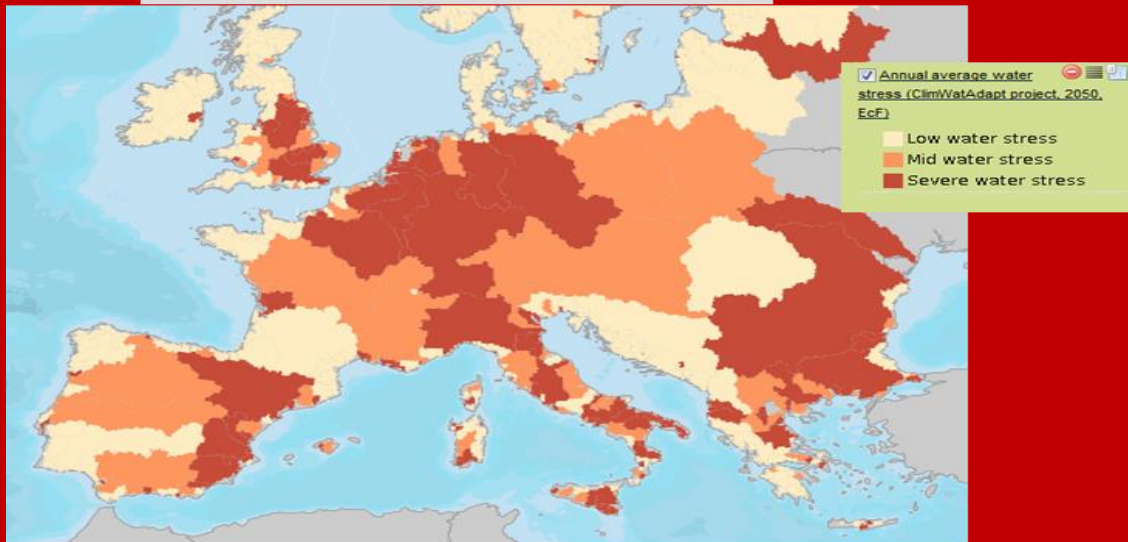 Annual average water
stress (ClimWatAdapt project, 2050,
EcF)
Low water stress
Mid water stress
Severe water stress